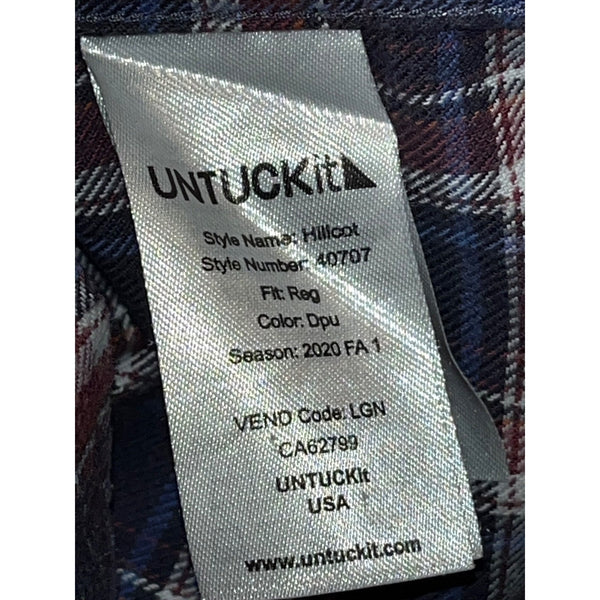 UNTUCKit
Style Name: Hillcot
Style Number: 40707
Fit: Reg
Color: Dpu
Season: 2020 FA 1
VEND Code: LGN
CA62799
UNTUCKit
USA
www.untuckit.com